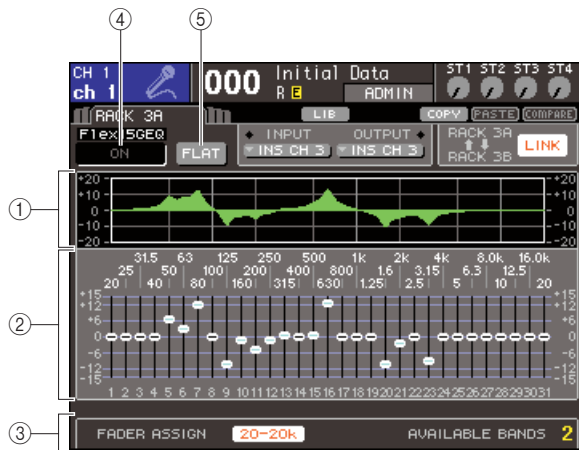 ④ ⑤
CH 1
ch 1
000
Initial Data
R E ADMIN
ST1 ST2 ST3 ST4
RACK 3A
LIB
COPY PASTE COMPARE
Flex15GEQ
ON
FLAT
INPUT
INS CH 3
OUTPUT
INS CH 3
RACK 3A
RACK 3B
LINK
①
+20 +20
+10 +10
0 0
-10 -10
-20 -20
②
31.5 63 125 250 500 1k 2k 4k 8.0k 16.0k
25 50 100 200 400 800 1.6 3.15 6.3 12.5
20 40 80 160 315 630 1.25 2.5 5 10 20
+15 +15
+12 +12
+6 +6
0 0
-6 -6
-12 -12
-15 -15
1 2 3 4 5 6 7 8 9 10 11 12 13 14 15 16 17 18 19 20 21 22 23 24 25 26 27 28 29 30 31
③
FADER ASSIGN 20-20k AVAILABLE BANDS 2